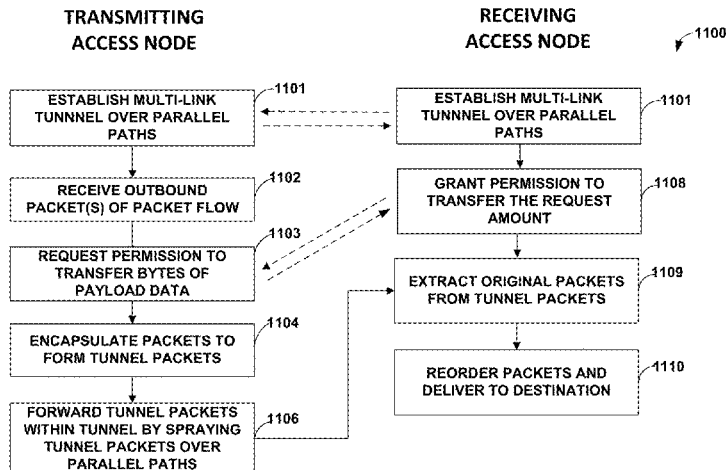 TRANSMITTING
ACCESS NODE
RECEIVING
ACCESS NODE
1100
1101
ESTABLISH MULTI-LINK
TUNNNEL OVER PARALLEL
PATHS
1102
RECEIVE OUTBOUND
PACKET(S) OF PACKET FLOW
1103
REQUEST PERMISSION TO
TRANSFER BYTES OF
PAYLOAD DATA
1104
ENCAPSULATE PACKETS TO
FORM TUNNEL PACKETS
1106
FORWARD TUNNEL PACKETS
WITHIN TUNNEL BY SPRAYING
TUNNEL PACKETS OVER
PARALLEL PATHS
1101
ESTABLISH MULTI-LINK
TUNNNEL OVER PARALLEL
PATHS
1108
GRANT PERMISSION TO
TRANSFER THE REQUEST
AMOUNT
1109
EXTRACT ORIGINAL PACKETS
FROM TUNNEL PACKETS
1110
REORDER PACKETS AND
DELIVER TO DESTINATION